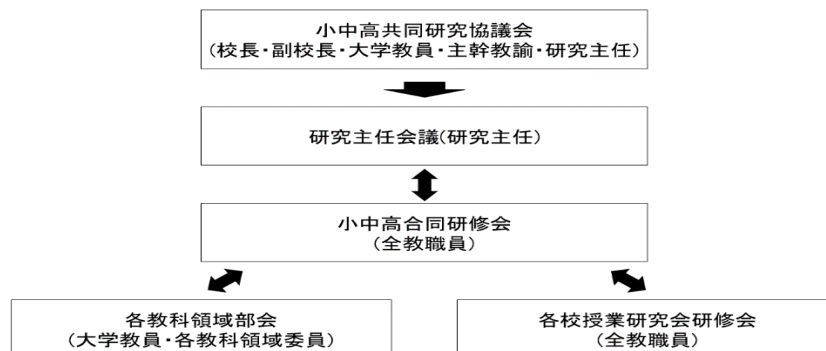 小中高共同研究協議会
(校長・副校長・大学教員・主幹教諭・研究主任)
研究主任会議(研究主任)
小中高合同研修会
(全教職員)
各教科領域部会
(大学教員・各教科領域委員)
各校授業研究会研修会
(全教職員)